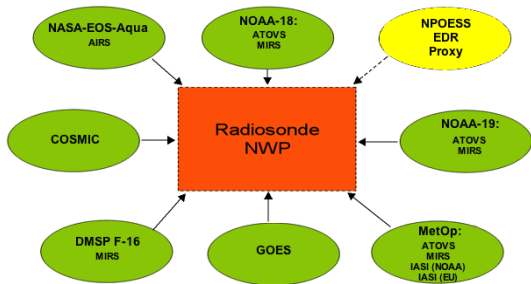 NASA-EOS-Aqua
AIRS
NOAA-18:
ATOVS
MIRS
NPOESS
EDR
Proxy
COSMIC
Radiosonde
NWP
NOAA-19:
ATOVS
MIRS
DMSP F-16
MIRS
GOES
MetOp:
ATOVS
MIRS
IASI (NOAA)
IASI (EU)